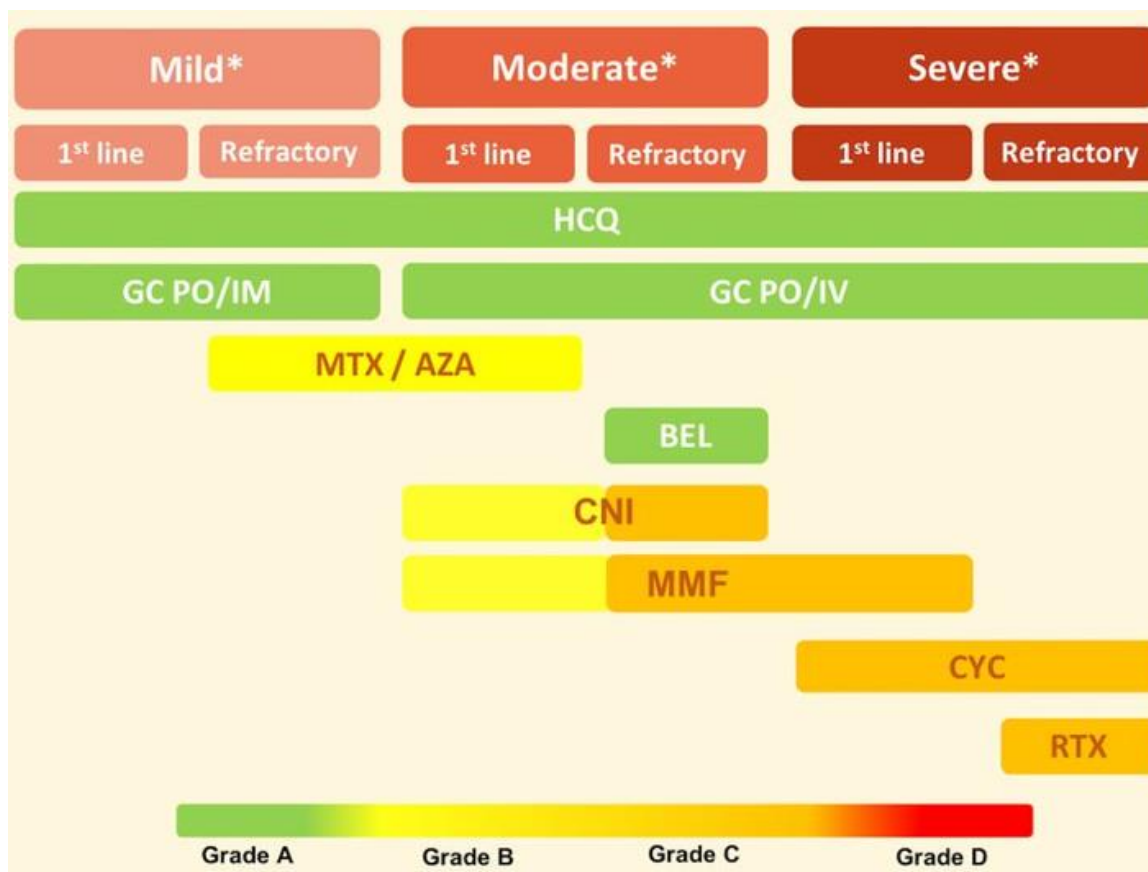 Mild* Moderate* Severe*
1st line Refractory 1st line Refractory 1st line Refractory
HCQ
GC PO/IM GC PO/IV
MTX / AZA
BEL
CNI
MMF
CYC
RTX
Grade A Grade B Grade C Grade D